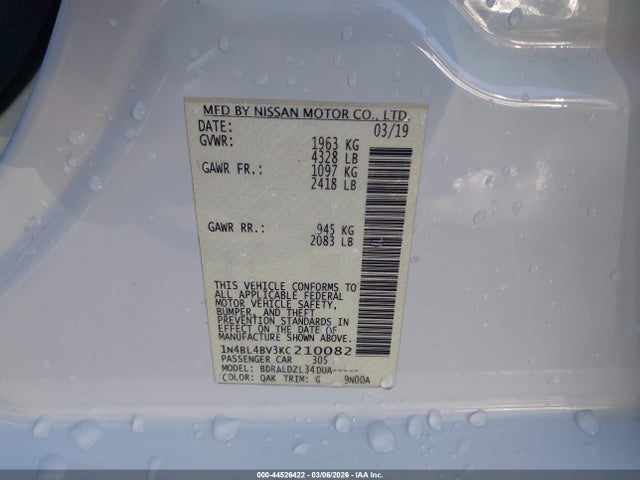 MFD BY NISSAN MOTOR CO., LTD.
DATE: 03/19
GVWR: 1963 KG
4328 LB
GAWR FR.: 1097 KG
2418 LB
GAWR RR.: 945 KG
2083 LB
THIS VEHICLE CONFORMS TO
ALL APPLICABLE FEDERAL
MOTOR VEHICLE SAFETY,
BUMPER, AND THEFT
PREVENTION STANDARDS IN
EFFECT ON THE DATE OF
MANUFACTURE SHOWN ABOVE.
1N4BL4BV3KC210082
PASSENGER CAR 305
MODEL: BDRALDZL34DUA-----
COLOR: QAK TRIM: G 9N00A
000-44526422 - 03/06/2026 - IAA Inc.